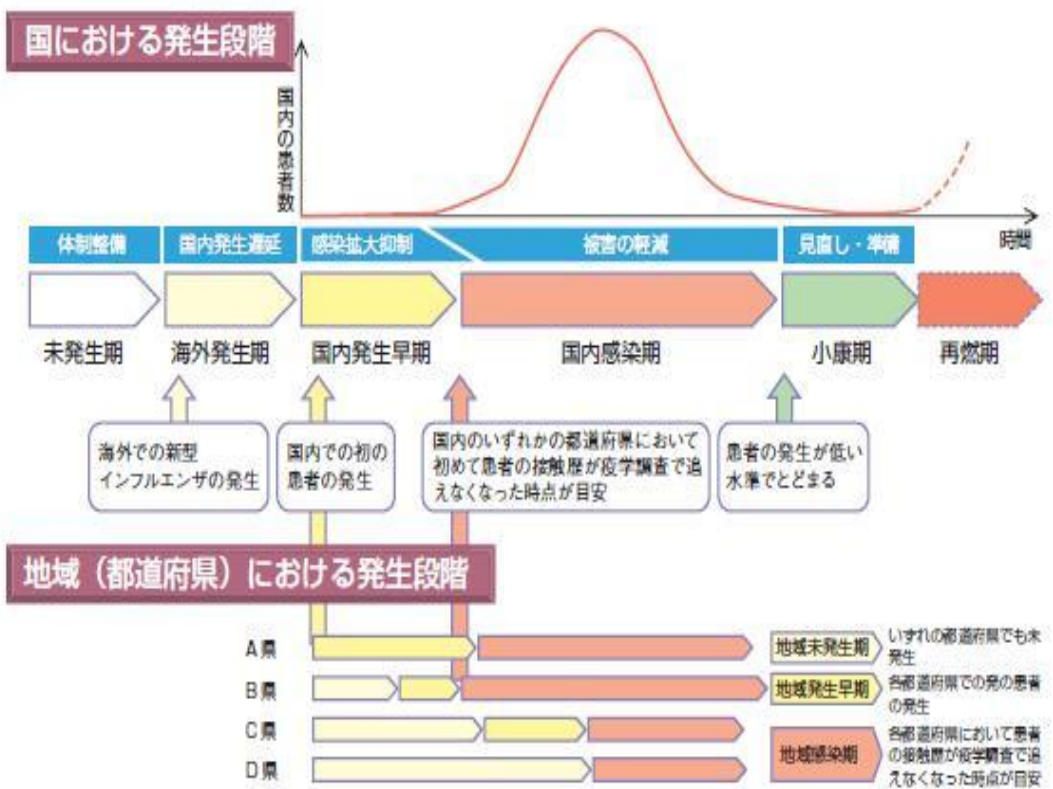 国における発生段階
国内の患者数
時間
体制整備
国内発生遅延
感染拡大抑制
被害の軽減
見直し・準備
未発生期
海外発生期
国内発生早期
国内感染期
小康期
再燃期
海外での新型
インフルエンザの発生
国内での初の
患者の発生
国内のいずれかの都道府県において
初めて患者の接触歴が疫学調査で追
えなくなった時点が目安
患者の発生が低い
水準でとどまる
地域（都道府県）における発生段階
A県
B県
C県
D県
地域未発生期
いずれの都道府県でも未
発生
地域発生早期
各都道府県での発の患者
の発生
地域感染期
各都道府県において患者
の接触歴が疫学調査で追
えなくなった時点が目安